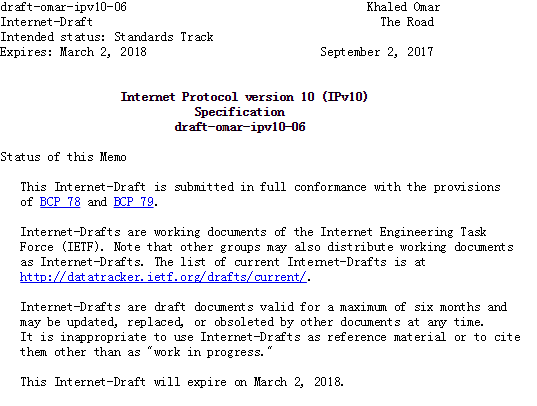 draft-omar-ipv10-06 Khaled Omar
Internet-Draft The Road
Intended status: Standards Track
Expires: March 2, 2018 September 2, 2017
Internet Protocol version 10 (IPv10)
Specification
draft-omar-ipv10-06
Status of this Memo
This Internet-Draft is submitted in full conformance with the provisions
of BCP 78 and BCP 79.
Internet-Drafts are working documents of the Internet Engineering Task
Force (IETF). Note that other groups may also distribute working documents
as Internet-Drafts. The list of current Internet-Drafts is at
http://datatracker.ietf.org/drafts/current/.
Internet-Drafts are draft documents valid for a maximum of six months and
may be updated, replaced, or obsoleted by other documents at any time.
It is inappropriate to use Internet-Drafts as reference material or to cite
them other than as "work in progress."
This Internet-Draft will expire on March 2, 2018.